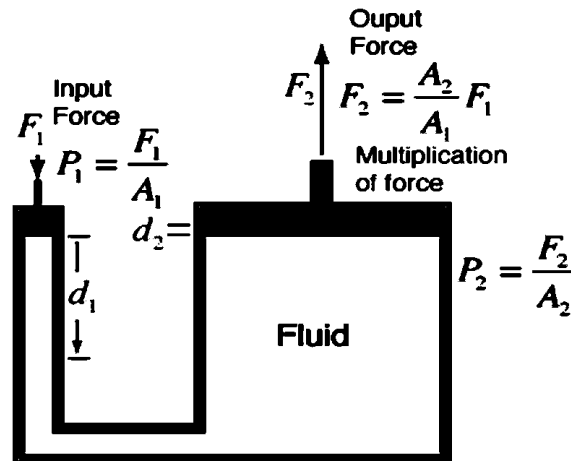 Input
Force
F₁
P₁ = F₁/A₁
d₁
d₂ =
Ouput
Force
F₂
F₂ = A₂/A₁ F₁
Multiplication
of force
P₂ = F₂/A₂
Fluid